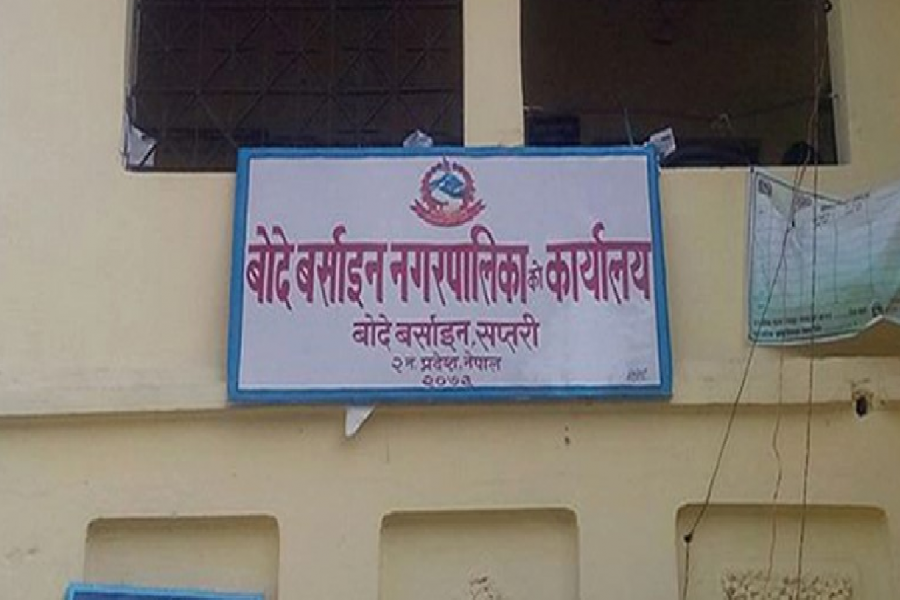 बोदे बर्साइन नगरपालिका को कार्यालय
बोदे बर्साइन, सप्तरी
२ न. प्रदेश, नेपाल
२०७३